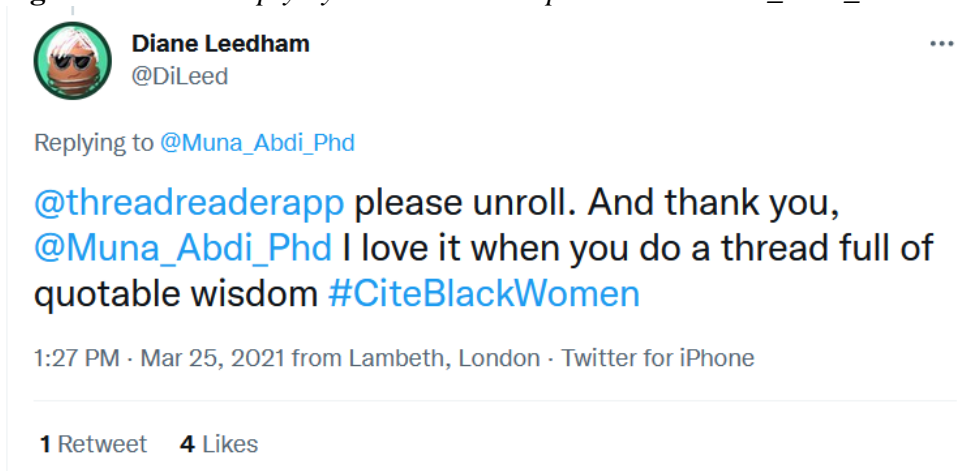 Diane Leedham
@DiLeed
Replying to @Muna_Abdi_Phd
@threadreaderapp please unroll. And thank you,
@Muna_Abdi_Phd I love it when you do a thread full of
quotable wisdom #CiteBlackWomen
1:27 PM · Mar 25, 2021 from Lambeth, London · Twitter for iPhone
1 Retweet 4 Likes